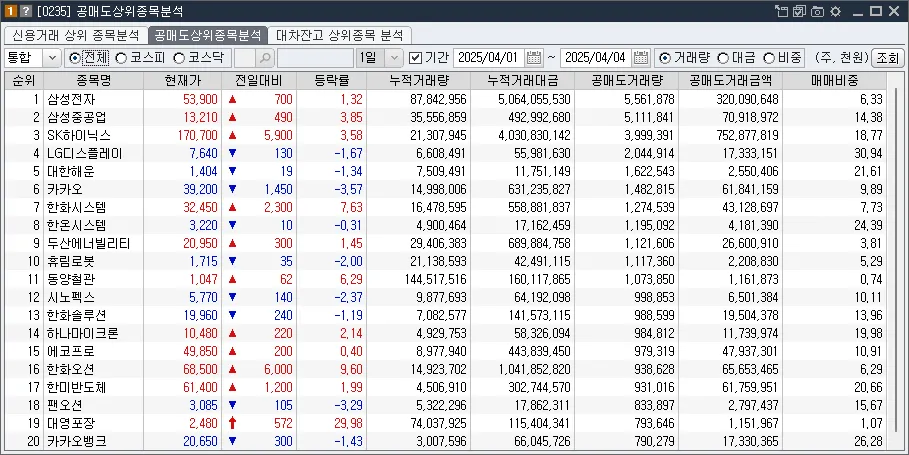 1 ? [0235] 공매도상위종목분석
신용거래 상위 종목분석 공매도상위종목분석 대차잔고 상위종목 분석
통합 전체 코스피 코스닥 1일 기간 2025/04/01 ~ 2025/04/04 거래량 대금 비중 (주, 천원) 조회
순위 종목명 현재가 전일대비 등락률 누적거래량 누적거래대금 공매도거래량 공매도거래금액 매매비중
1 삼성전자 53,900 ▲ 700 1,32 87,842,956 5,064,055,530 5,561,878 320,090,648 6,33
2 삼성중공업 13,210 ▲ 490 3,85 35,556,859 492,992,680 5,111,841 70,918,972 14,38
3 SK하이닉스 170,700 ▲ 5,900 3,58 21,307,945 4,030,830,142 3,999,391 752,877,819 18,77
4 LG디스플레이 7,640 ▼ 130 -1,67 6,608,491 55,981,630 2,044,914 17,333,151 30,94
5 대한해운 1,404 ▼ 19 -1,34 7,509,491 11,751,149 1,622,543 2,550,406 21,61
6 카카오 39,200 ▼ 1,450 -3,57 14,998,006 631,235,827 1,482,815 61,841,159 9,89
7 한화시스템 32,450 ▲ 2,300 7,63 16,478,595 558,881,837 1,274,539 43,128,697 7,73
8 한온시스템 3,220 ▼ 10 -0,31 4,900,464 17,162,459 1,195,092 4,181,390 24,39
9 두산에너빌리티 20,950 ▲ 300 1,45 29,406,383 689,884,758 1,121,606 26,600,910 3,81
10 휴림로봇 1,715 ▼ 35 -2,00 21,138,593 42,491,115 1,117,360 2,208,830 5,29
11 동양철관 1,047 ▲ 62 6,29 144,517,516 160,117,865 1,073,850 1,161,873 0,74
12 시노펙스 5,770 ▼ 140 -2,37 9,877,693 64,192,098 998,853 6,501,384 10,11
13 한화솔루션 19,960 ▼ 240 -1,19 7,082,577 141,573,115 988,599 19,504,378 13,96
14 하나마이크론 10,480 ▲ 220 2,14 4,929,753 58,326,094 984,812 11,739,974 19,98
15 에코프로 49,850 ▲ 200 0,40 8,977,940 443,839,450 979,319 47,937,301 10,91
16 한화오션 68,500 ▲ 6,000 9,60 14,923,702 1,041,852,820 938,628 65,653,465 6,29
17 한미반도체 61,400 ▲ 1,200 1,99 4,506,910 302,744,570 931,016 61,759,951 20,66
18 팬오션 3,085 ▼ 105 -3,29 5,322,296 17,862,311 833,897 2,797,437 15,67
19 대영포장 2,480 ⬆ 572 29,98 74,037,925 115,404,341 793,646 1,151,967 1,07
20 카카오뱅크 20,650 ▼ 300 -1,43 3,007,596 66,045,726 790,279 17,330,365 26,28